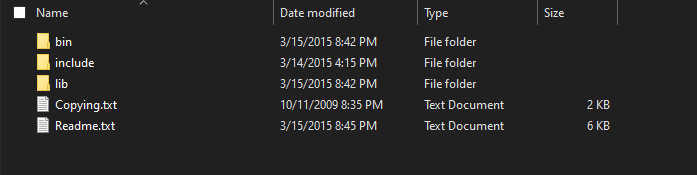 Name Date modified Type Size
bin 3/15/2015 8:42 PM File folder
include 3/14/2015 4:15 PM File folder
lib 3/15/2015 8:42 PM File folder
Copying.txt 10/11/2009 8:35 PM Text Document 2 KB
Readme.txt 3/15/2015 8:45 PM Text Document 6 KB